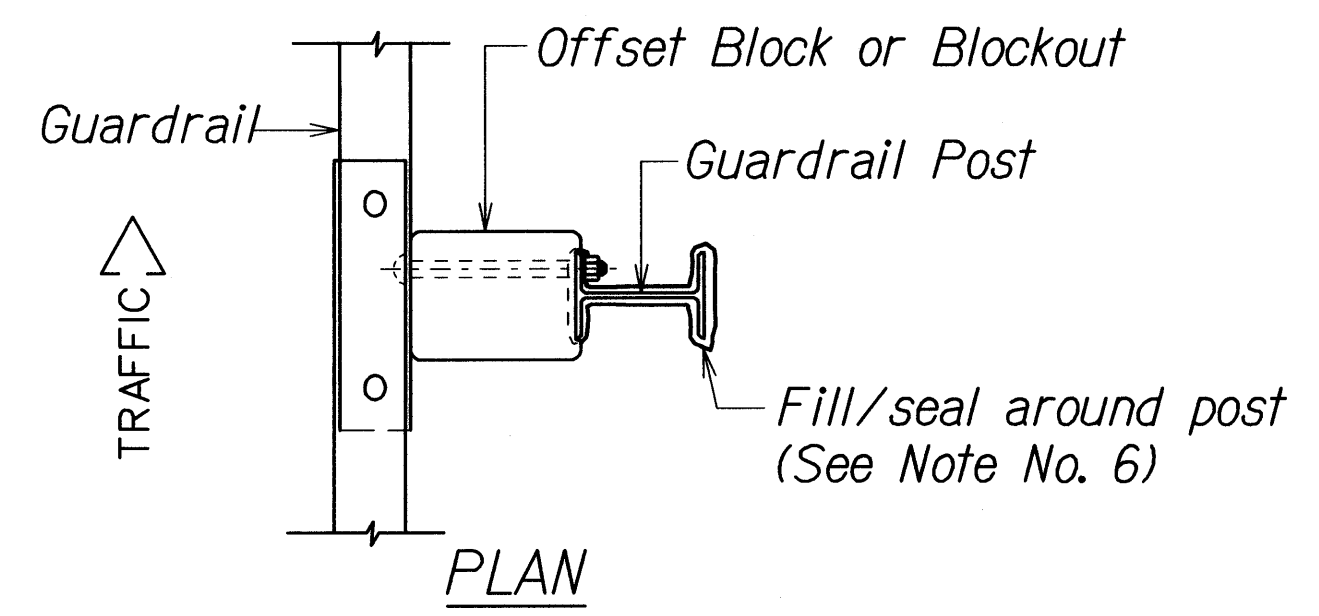 Offset Block or Blockout
Guardrail
Guardrail Post
TRAFFIC
Fill/seal around post
(See Note No. 6)
PLAN